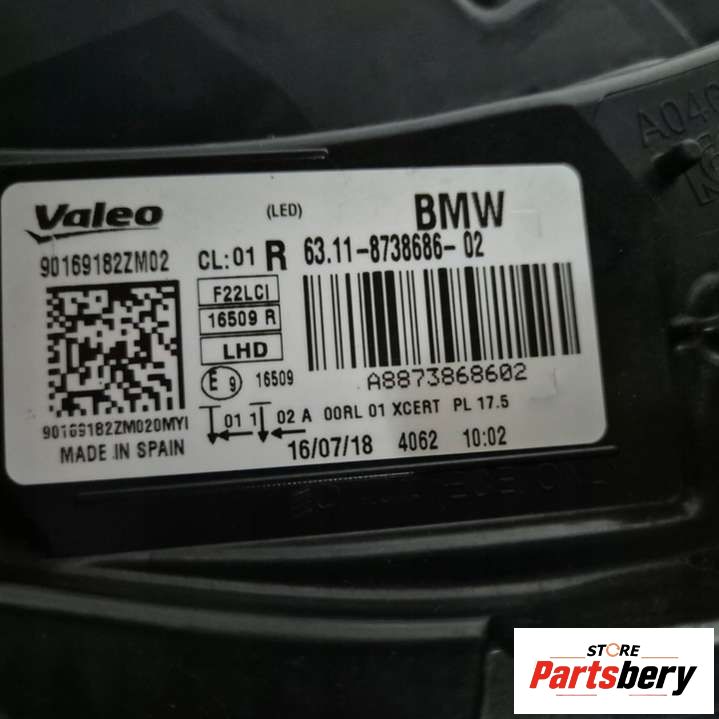 Valeo (LED) BMW
90169182ZM02 CL:01 R 63.11-8738686-02
F22LCI
16509 R
LHD
E 9 16509
A8873868602
01 1 02 A 00RL 01 XCERT PL 17.5
90169182ZM020MYI
MADE IN SPAIN 16/07/18 4062 10:02
STORE
Partsbery